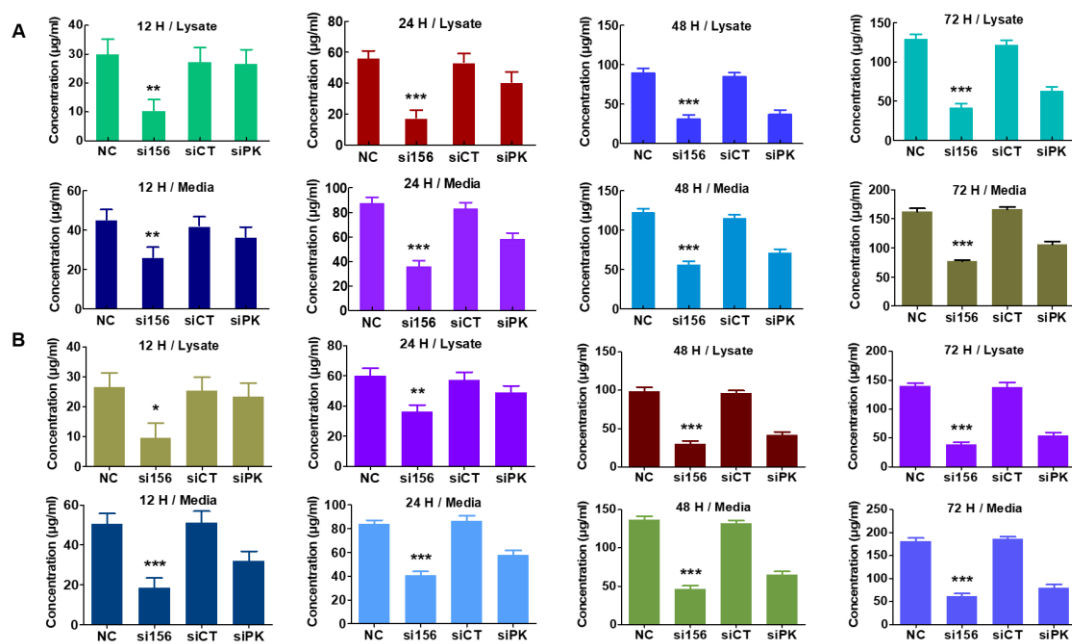 A
12 H / Lysate
Concentration (µg/ml)
40
30
20
10
0
**
NC si156 siCT siPK
24 H / Lysate
Concentration (µg/ml)
80
60
40
20
0
***
NC si156 siCT siPK
48 H / Lysate
Concentration (µg/ml)
150
100
50
0
***
NC si156 siCT siPK
72 H / Lysate
Concentration (µg/ml)
150
100
50
0
***
NC si156 siCT siPK
12 H / Media
Concentration (µg/ml)
60
40
20
0
**
NC si156 siCT siPK
24 H / Media
Concentration (µg/ml)
100
80
60
40
20
0
***
NC si156 siCT siPK
48 H / Media
Concentration (µg/ml)
150
100
50
0
***
NC si156 siCT siPK
72 H / Media
Concentration (µg/ml)
200
150
100
50
0
***
NC si156 siCT siPK
B
12 H / Lysate
Concentration (µg/ml)
40
30
20
10
0
*
NC si156 siCT siPK
24 H / Lysate
Concentration (µg/ml)
80
60
40
20
0
**
NC si156 siCT siPK
48 H / Lysate
Concentration (µg/ml)
150
100
50
0
***
NC si156 siCT siPK
72 H / Lysate
Concentration (µg/ml)
200
150
100
50
0
***
NC si156 siCT siPK
12 H / Media
Concentration (µg/ml)
60
40
20
0
***
NC si156 siCT siPK
24 H / Media
Concentration (µg/ml)
100
80
60
40
20
0
***
NC si156 siCT siPK
48 H / Media
Concentration (µg/ml)
150
100
50
0
***
NC si156 siCT siPK
72 H / Media
Concentration (µg/ml)
250
200
150
100
50
0
***
NC si156 siCT siPK